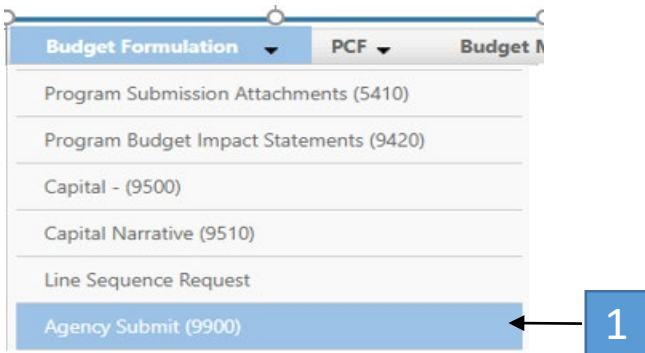 Budget Formulation PCF Budget
Program Submission Attachments (5410)
Program Budget Impact Statements (9420)
Capital - (9500)
Capital Narrative (9510)
Line Sequence Request
Agency Submit (9900)
1